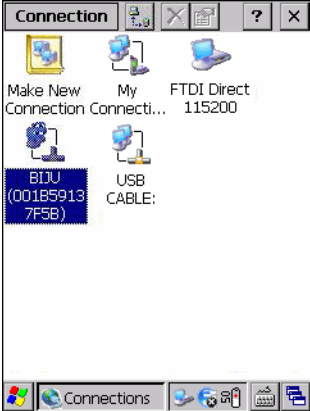 Connection
?
Make New
Connection
My
Connecti...
FTDI Direct
115200
BIJU
(001B5913
7F5B)
USB
CABLE:
Connections